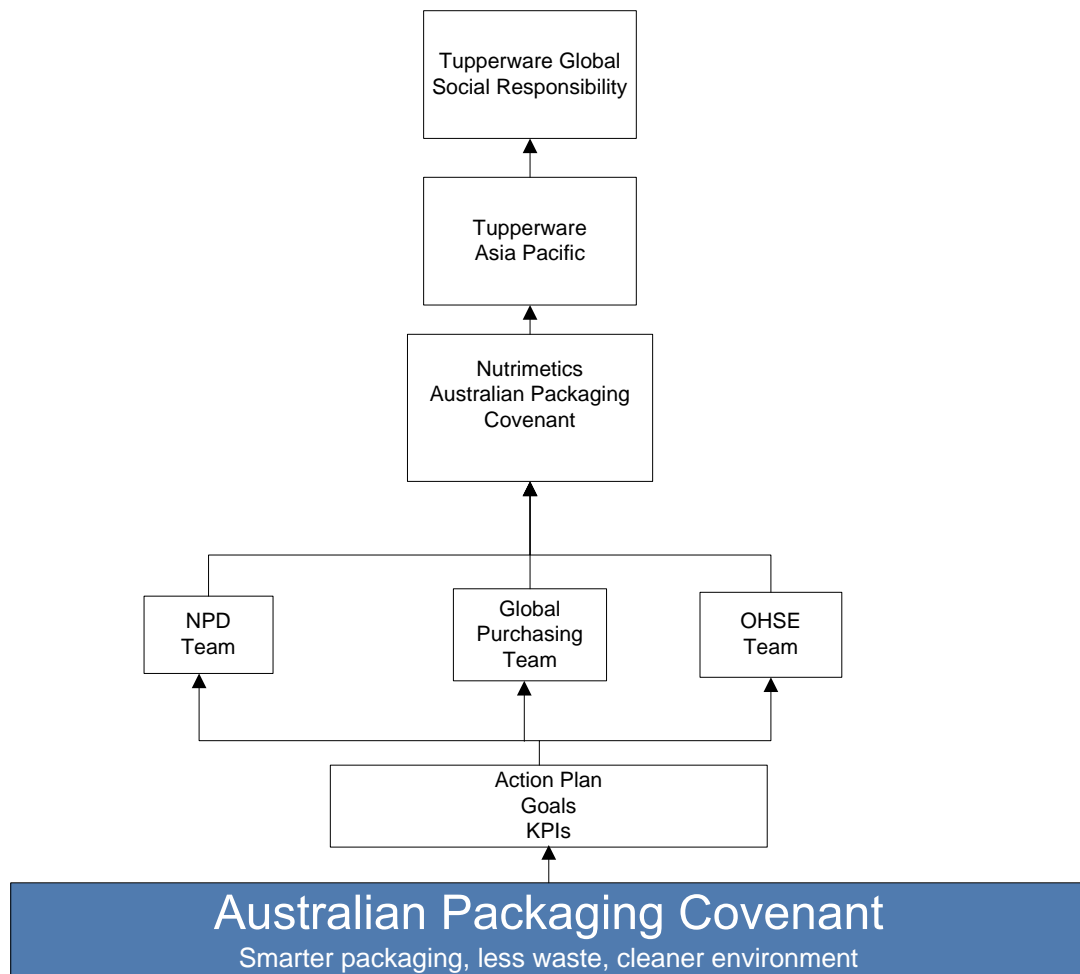 Tupperware Global
Social Responsibility
Tupperware
Asia Pacific
Nutrimetics
Australian Packaging
Covenant
NPD
Team
Global
Purchasing
Team
OHSE
Team
Action Plan
Goals
KPIs
Australian Packaging Covenant
Smarter packaging, less waste, cleaner environment